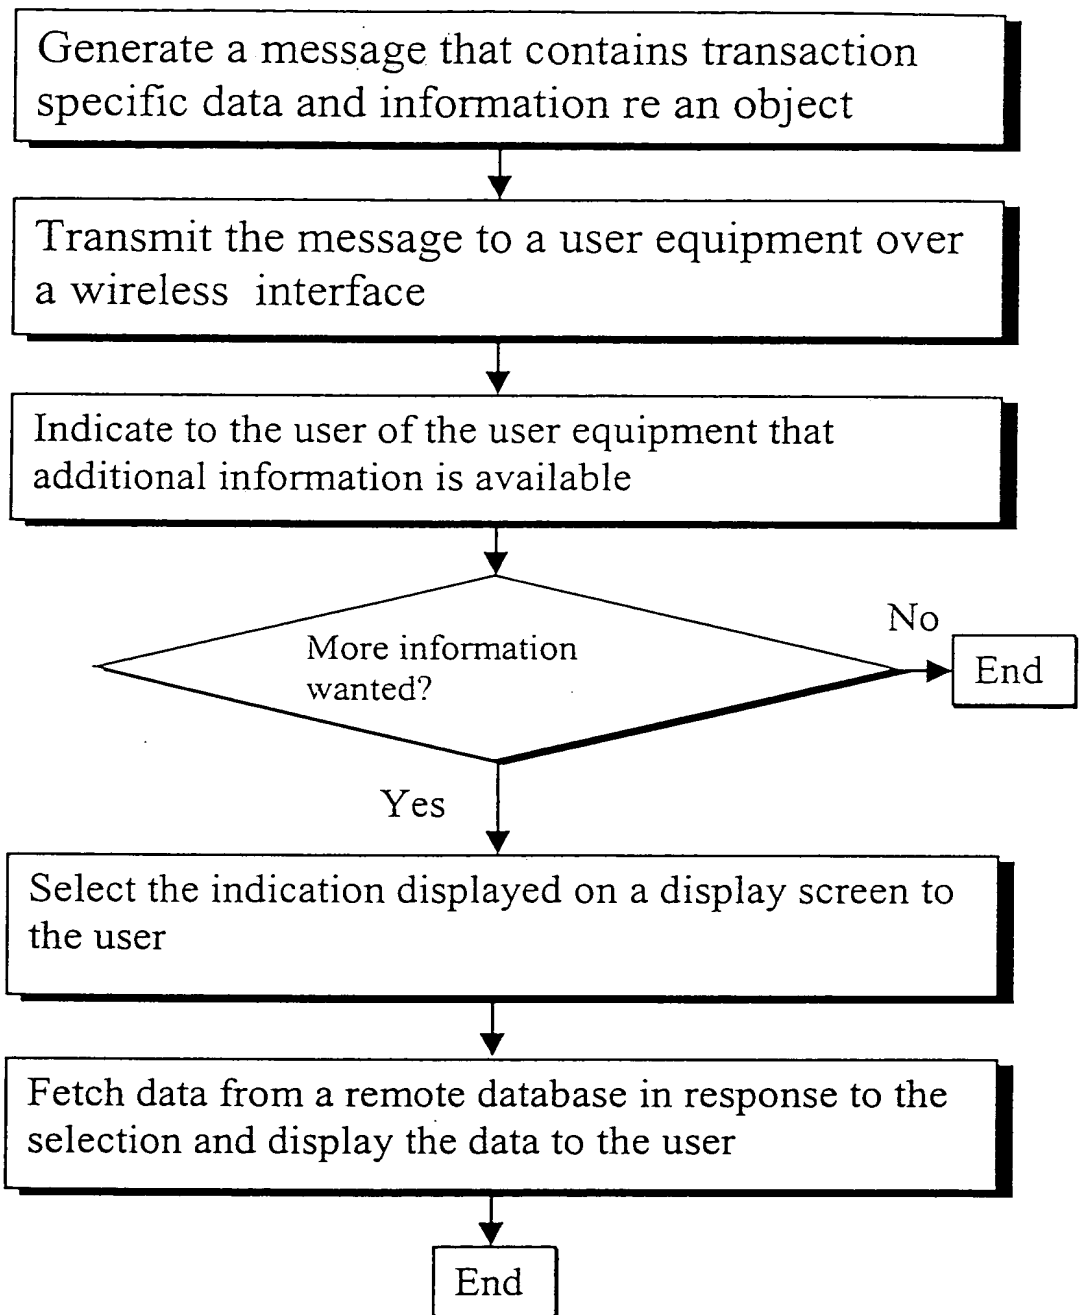 Generate a message that contains transaction
specific data and information re an object
Transmit the message to a user equipment over
a wireless interface
Indicate to the user of the user equipment that
additional information is available
More information
wanted?
No
End
Yes
Select the indication displayed on a display screen to
the user
Fetch data from a remote database in response to the
selection and display the data to the user
End